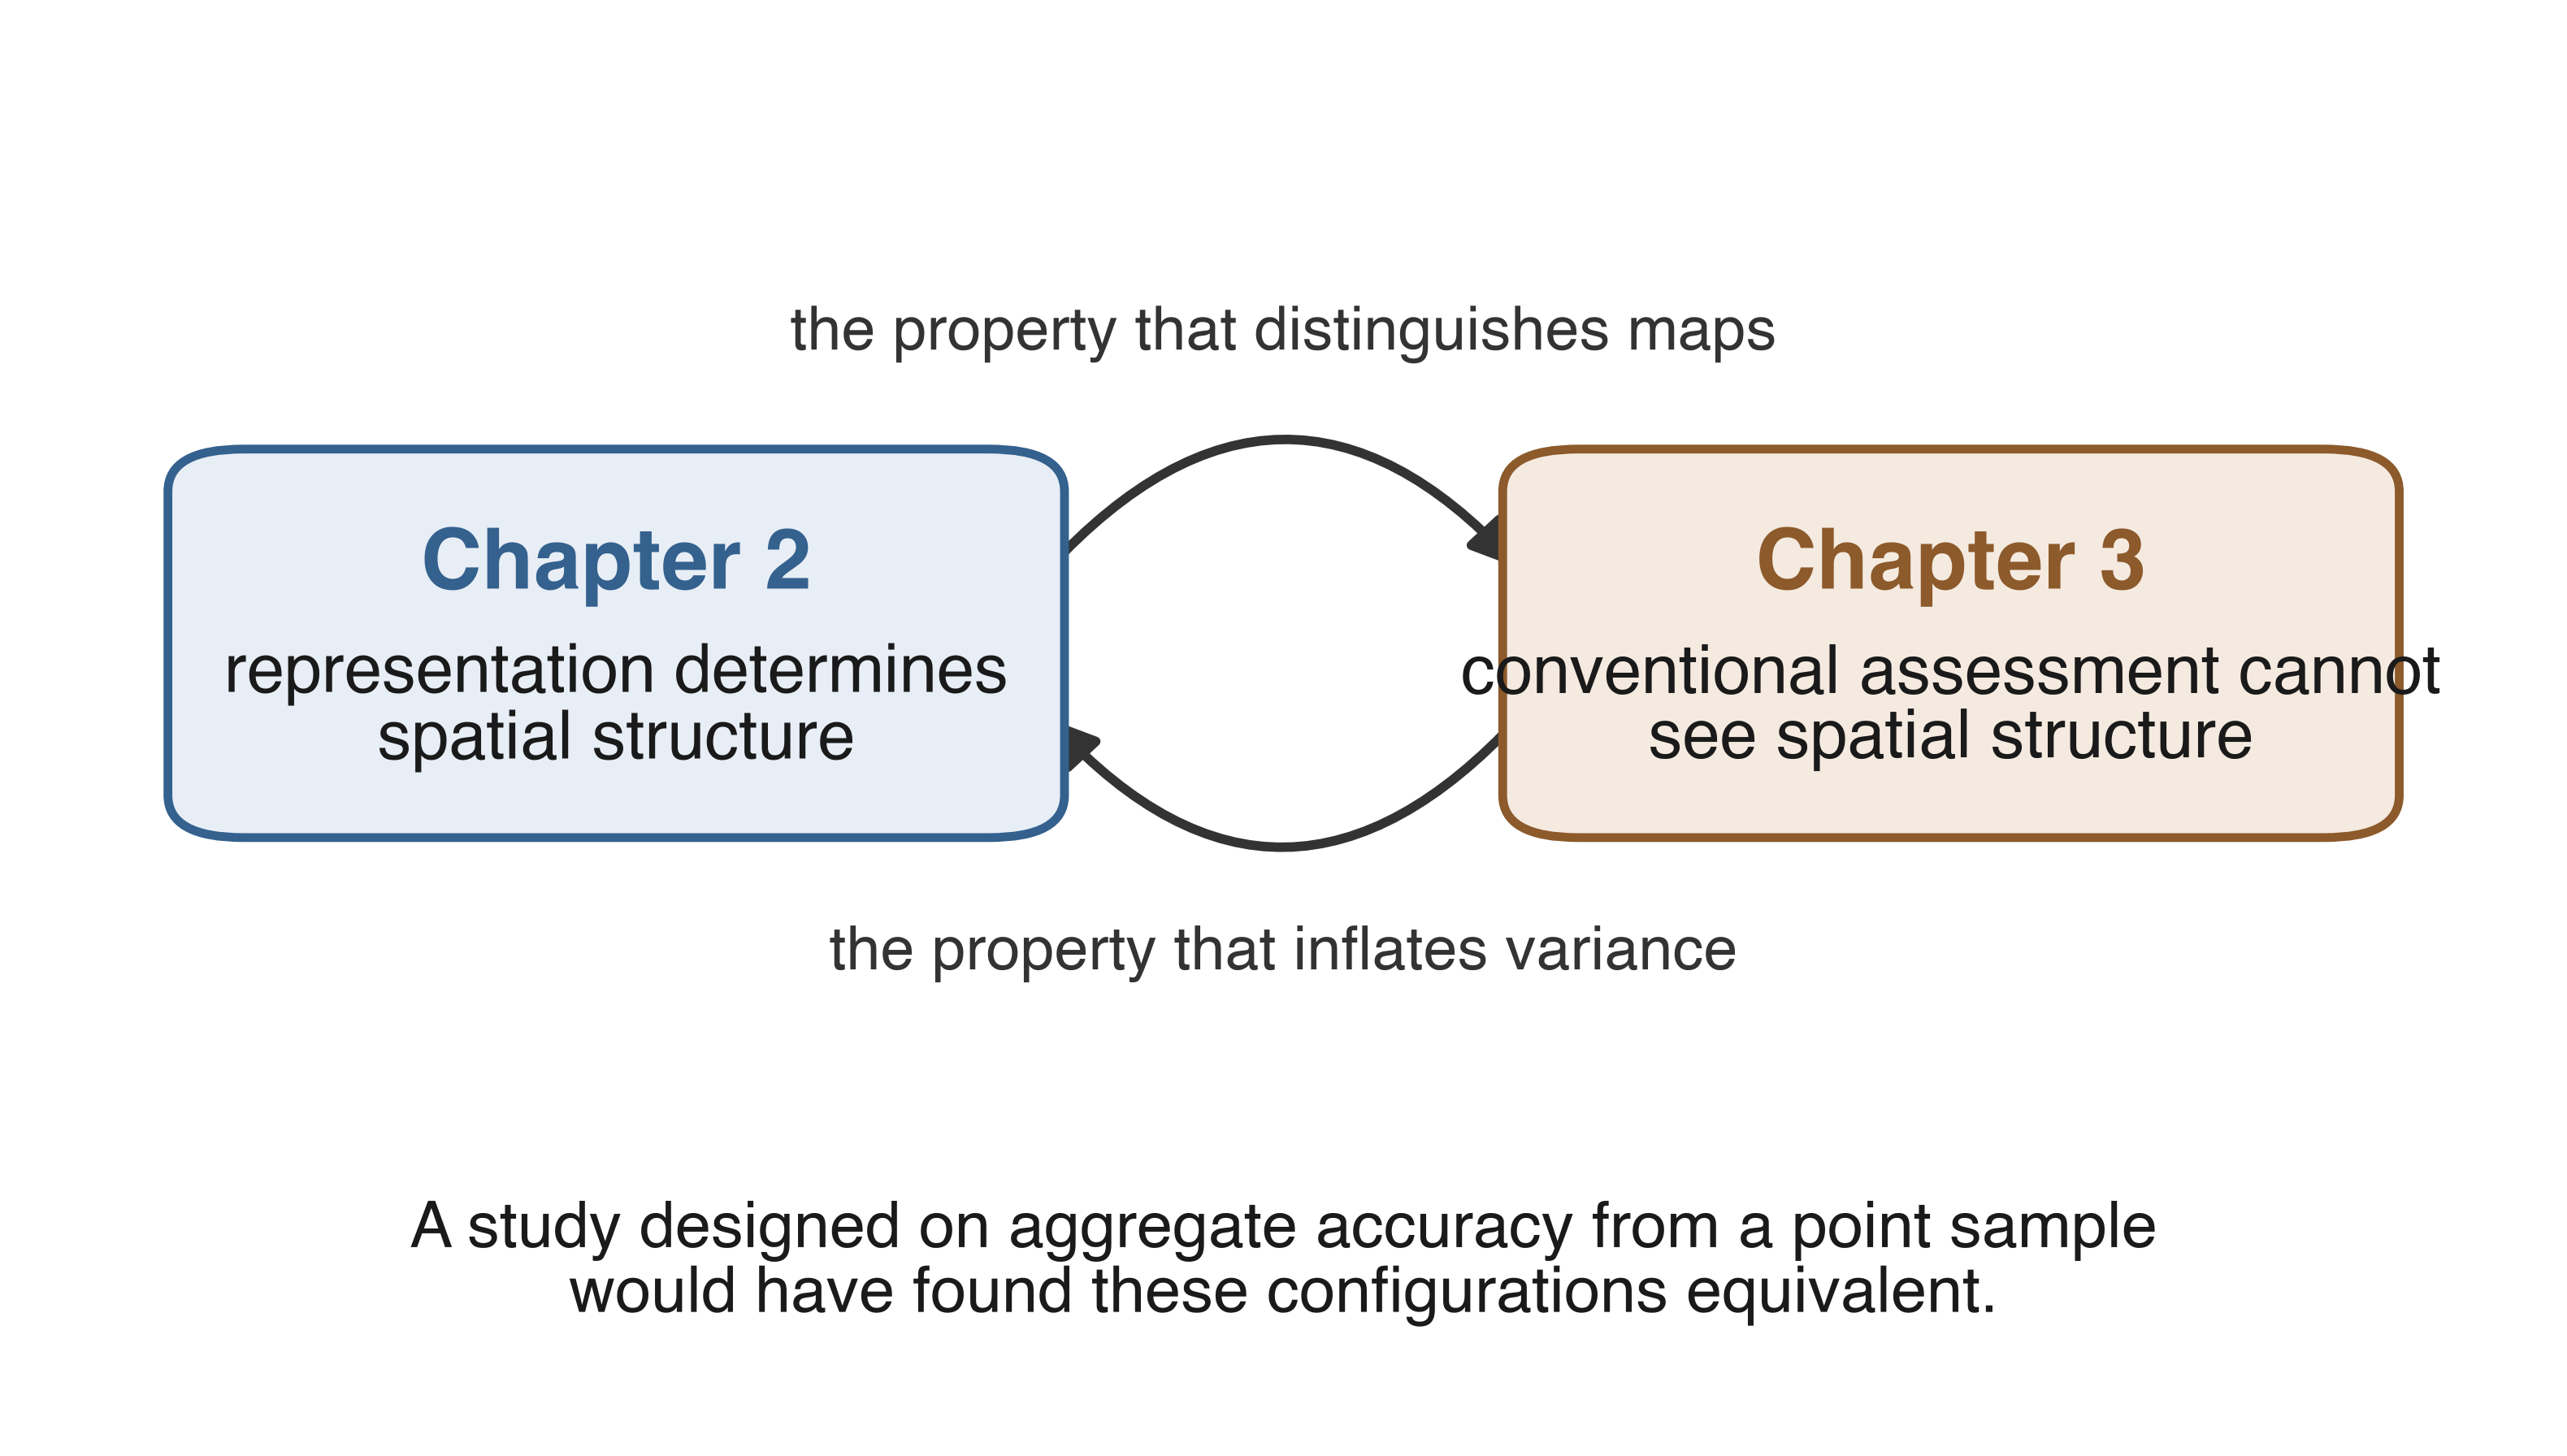 the property that distinguishes maps
Chapter 2
representation determines
spatial structure
Chapter 3
conventional assessment cannot
see spatial structure
the property that inflates variance
A study designed on aggregate accuracy from a point sample
would have found these configurations equivalent.